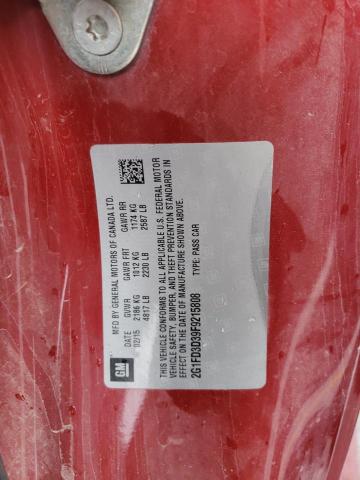 GM
MFD BY GENERAL MOTORS OF CANADA LTD.
DATE GVWR GAWR FRT GAWR RR
02/15 2186 KG 1012 KG 1174 KG
4817 LB 2230 LB 2587 LB
THIS VEHICLE CONFORMS TO ALL APPLICABLE U.S. FEDERAL MOTOR
VEHICLE SAFETY, BUMPER, AND THEFT PREVENTION STANDARDS IN
EFFECT ON THE DATE OF MANUFACTURE SHOWN ABOVE.
2G1FD3D39F9215808 TYPE: PASS CAR